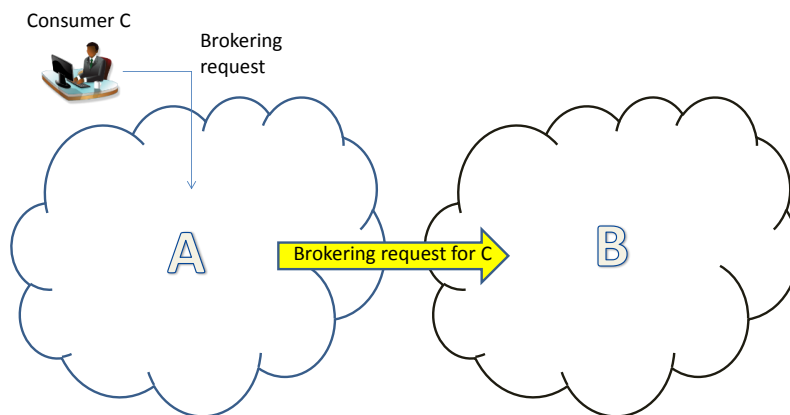 Consumer C
Brokering
request
A
Brokering request for C
B